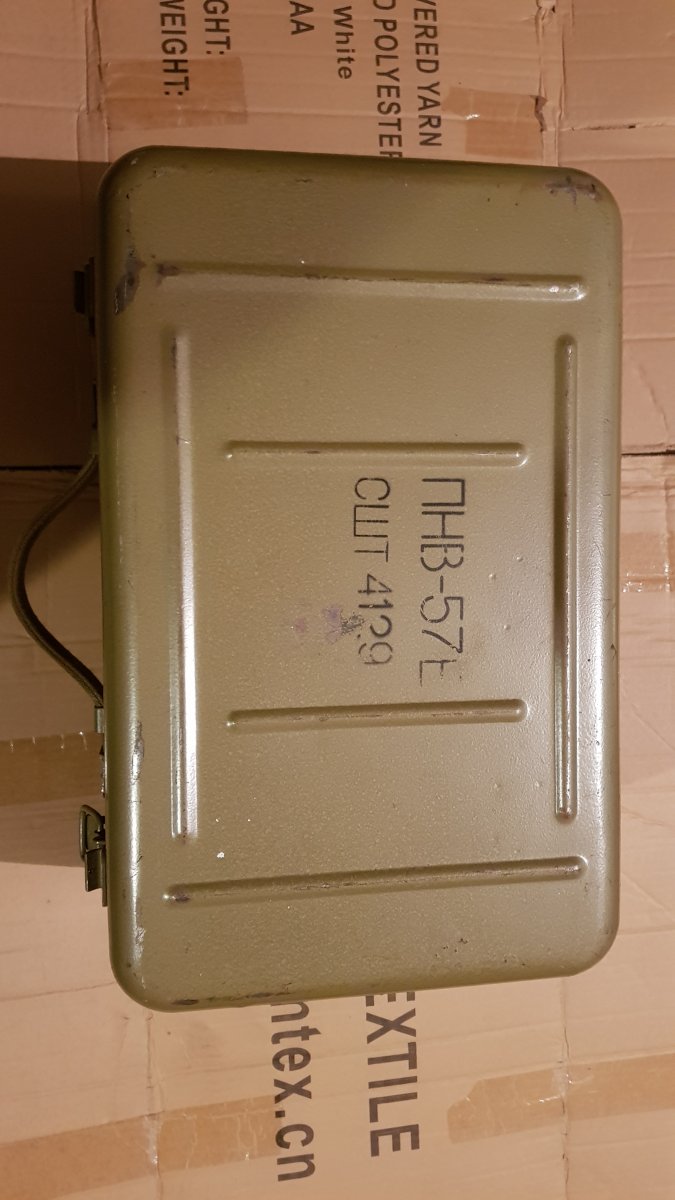 VERED YARN
D POLYESTER
White
AA
GHT:
WEIGHT:
ПНВ-57Е
СШТ 4129
EXTILE
ntex.cn